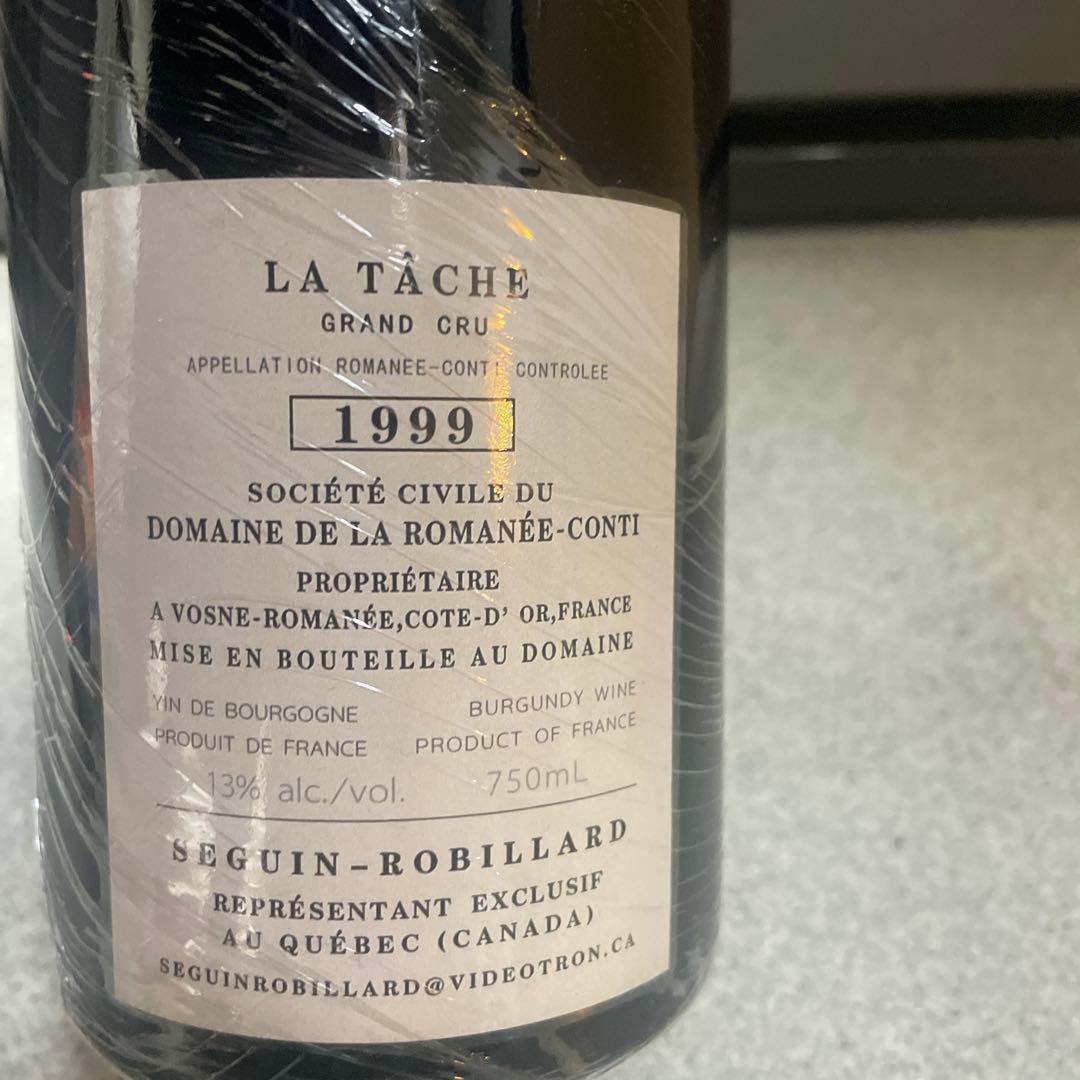 LA TÂCHE
GRAND CRU
APPELLATION ROMANEE-CONTI CONTROLEE
1999
SOCIÉTÉ CIVILE DU
DOMAINE DE LA ROMANÉE-CONTI
PROPRIÉTAIRE
A VOSNE-ROMANÉE,COTE-D' OR,FRANCE
MISE EN BOUTEILLE AU DOMAINE
VIN DE BOURGOGNE BURGUNDY WINE
PRODUIT DE FRANCE PRODUCT OF FRANCE
13% alc./vol. 750mL
SEGUIN-ROBILLARD
REPRÉSENTANT EXCLUSIF
AU QUÉBEC (CANADA)
SEGUINROBILLARD@VIDEOTRON.CA